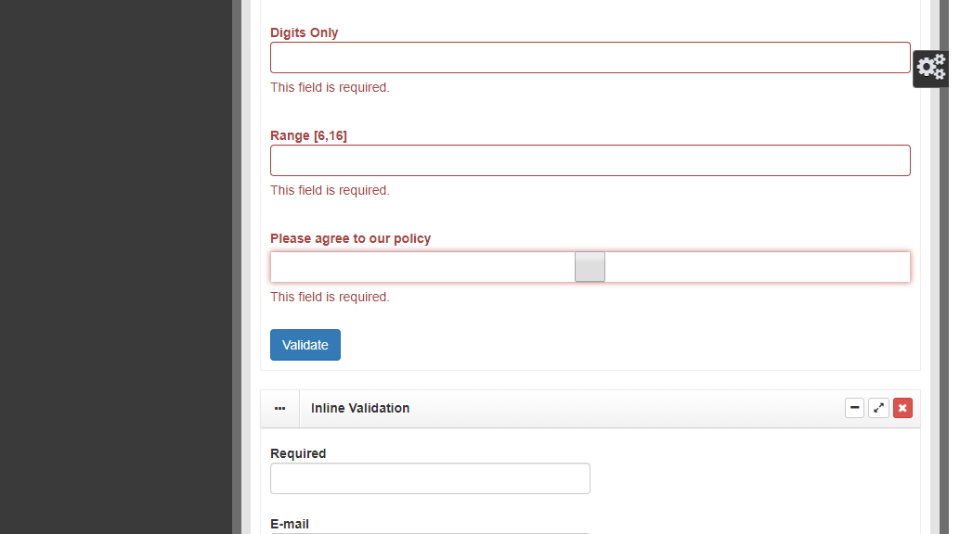 Digits Only
This field is required.
Range [6,16]
This field is required.
Please agree to our policy
This field is required.
Validate
Inline Validation
Required
E-mail